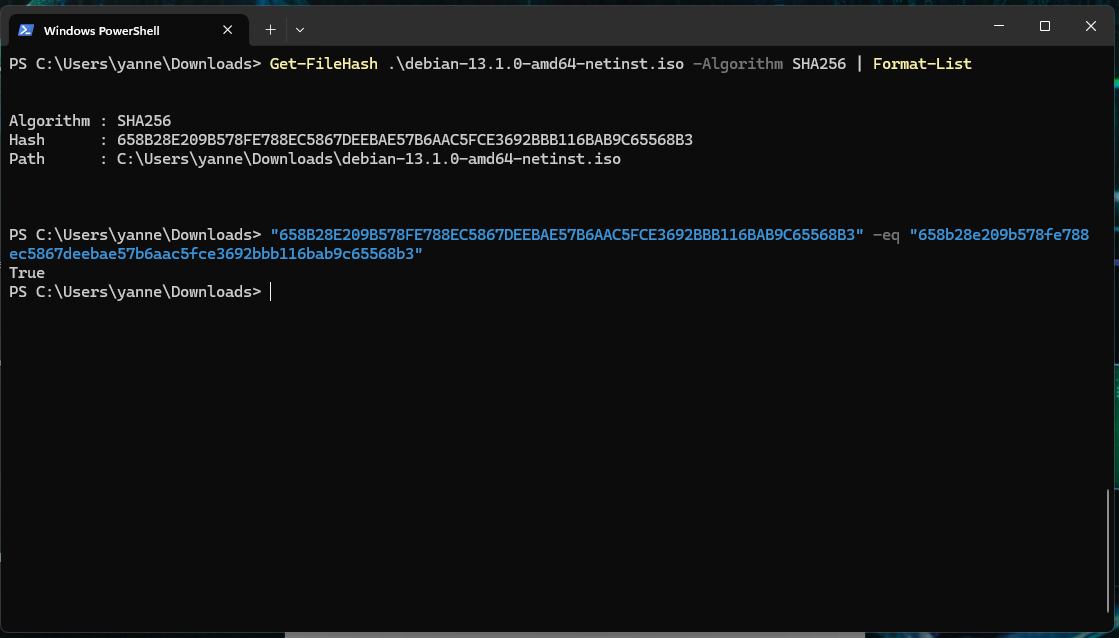 Windows PowerShell
PS C:\Users\yanne\Downloads> Get-FileHash .\debian-13.1.0-amd64-netinst.iso -Algorithm SHA256 | Format-List
Algorithm : SHA256
Hash      : 658B28E209B578FE788EC5867DEEBAE57B6AAC5FCE3692BBB116BAB9C65568B3
Path      : C:\Users\yanne\Downloads\debian-13.1.0-amd64-netinst.iso
PS C:\Users\yanne\Downloads> "658B28E209B578FE788EC5867DEEBAE57B6AAC5FCE3692BBB116BAB9C65568B3" -eq "658b28e209b578fe788
ec5867deebae57b6aac5fce3692bbb116bab9c65568b3"
True
PS C:\Users\yanne\Downloads>